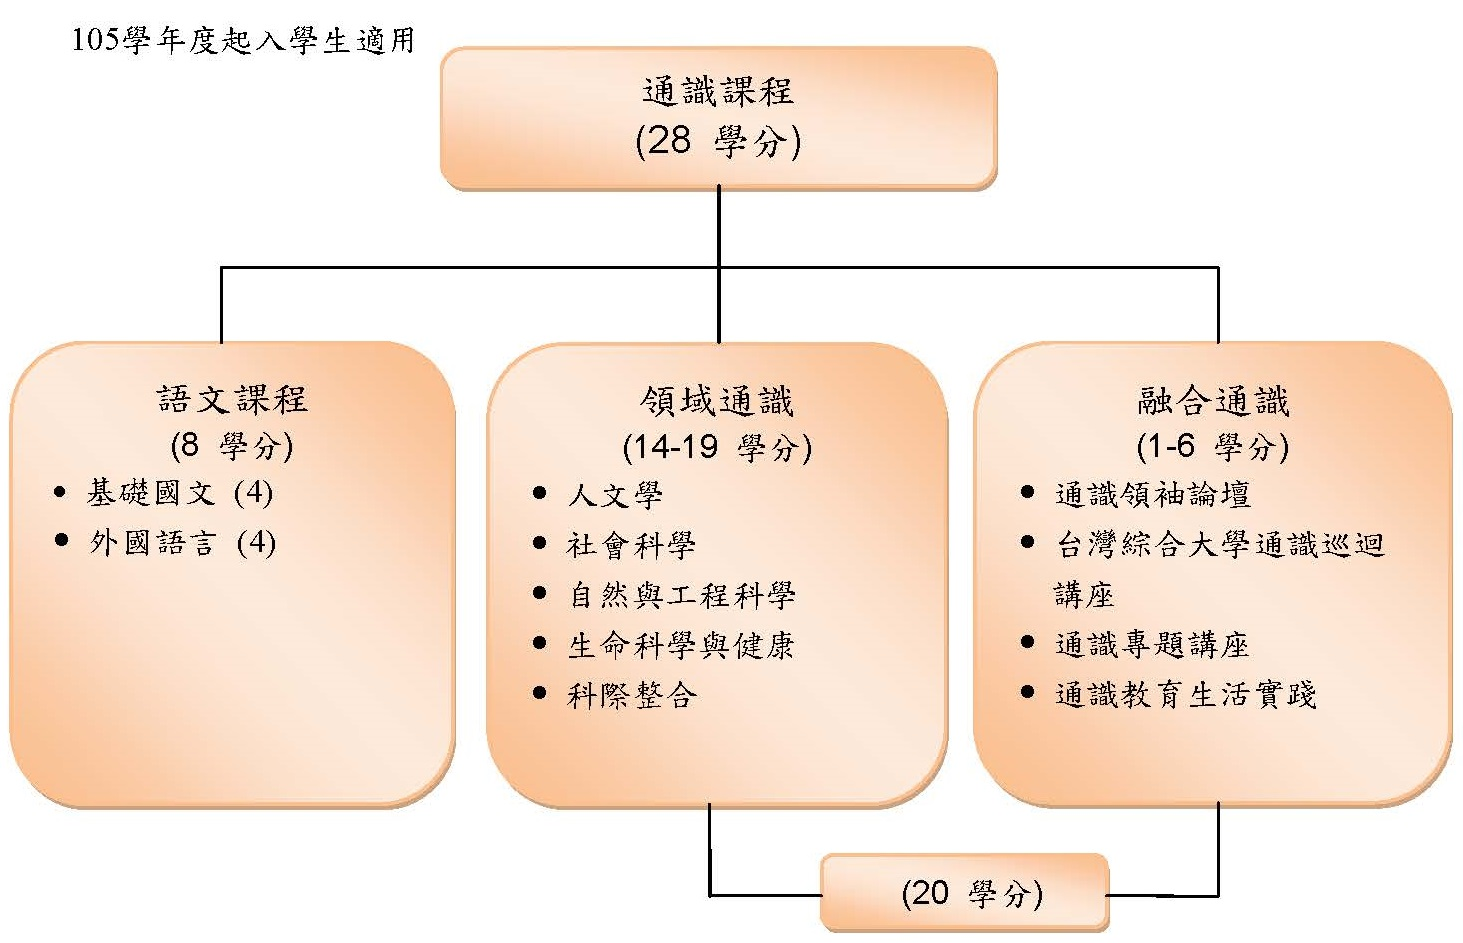 105學年度起入學生適用
通識課程
(28 學分)
語文課程
(8 學分)
• 基礎國文 (4)
• 外國語言 (4)
領域通識
(14-19 學分)
• 人文學
• 社會科學
• 自然與工程科學
• 生命科學與健康
• 科際整合
融合通識
(1-6 學分)
• 通識領袖論壇
• 台灣綜合大學通識巡迴
講座
• 通識專題講座
• 通識教育生活實踐
(20 學分)